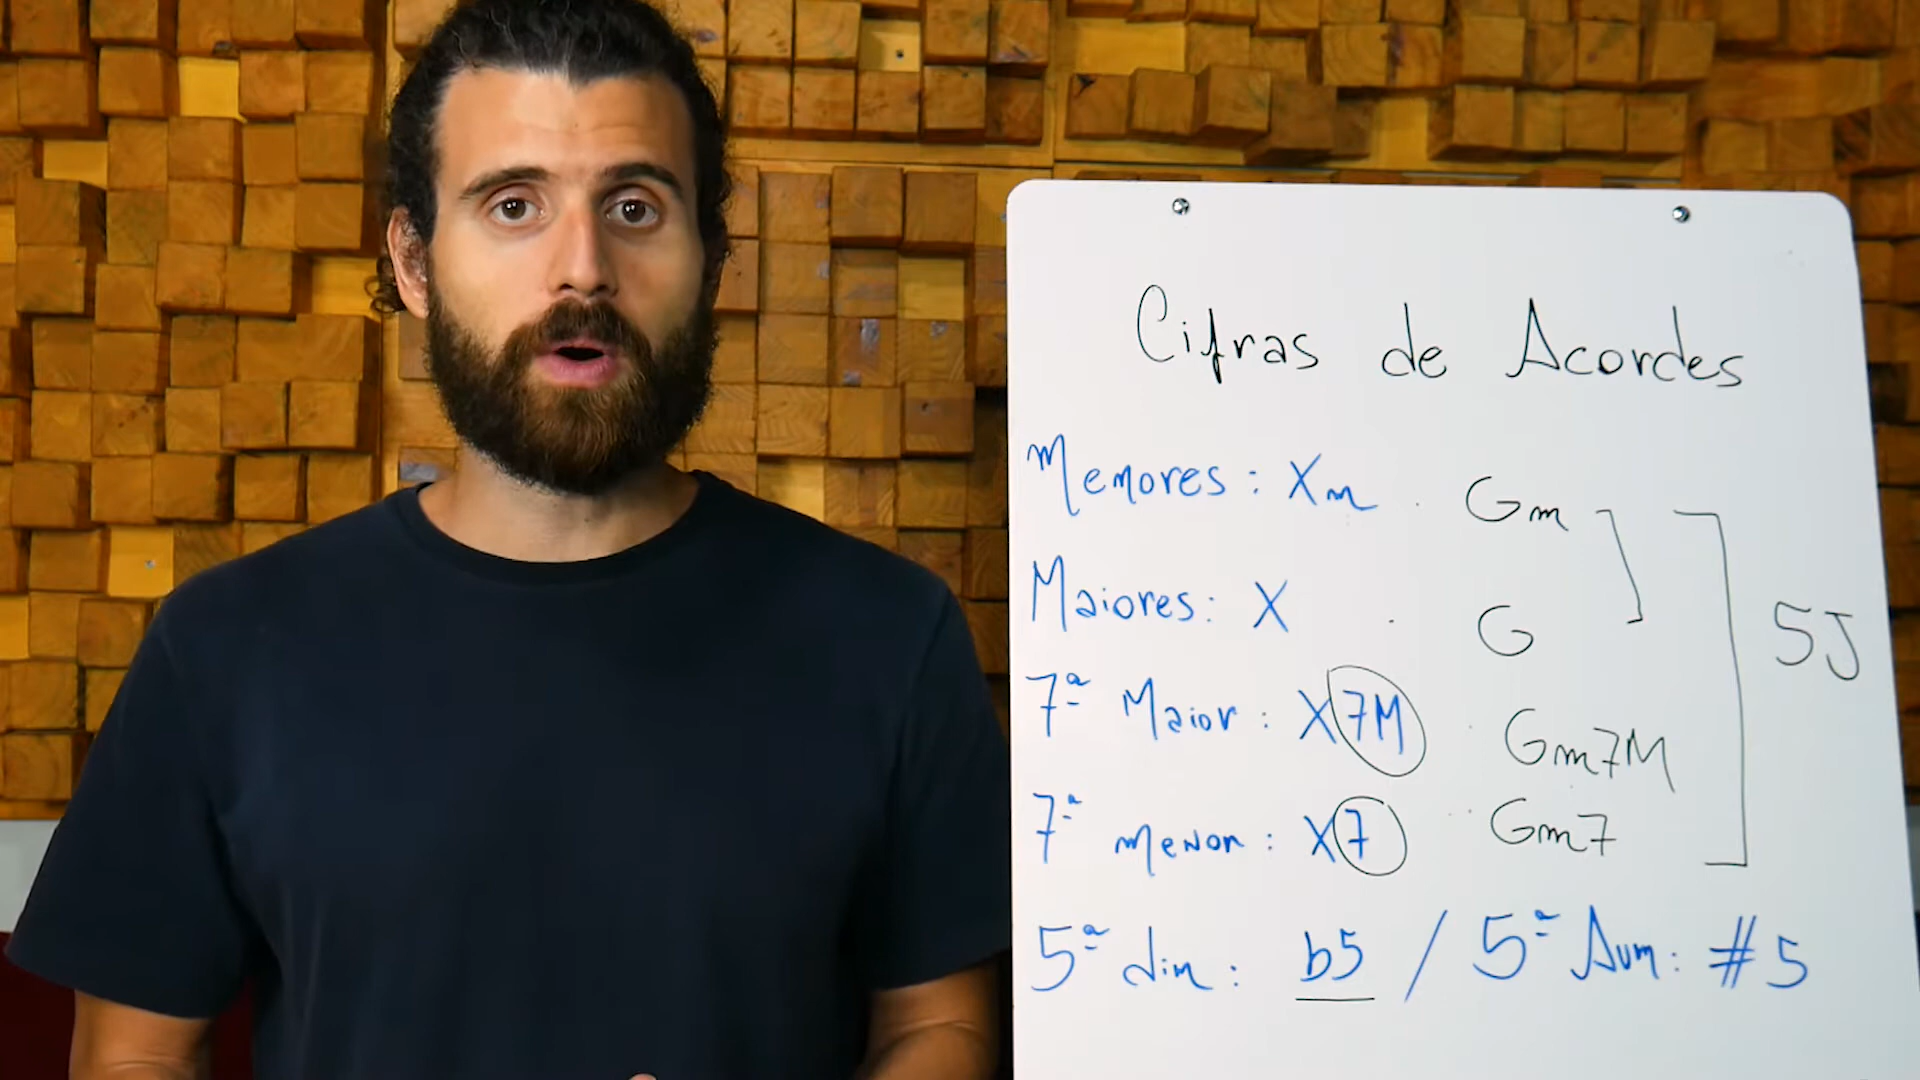 Cifras de Acordes
Menores: Xm Gm
Maiores: X G
5J
7ª Maior: X7M Gm7M
7ª menor: X7 Gm7
5ª dim: b5 / 5ª Aum: #5